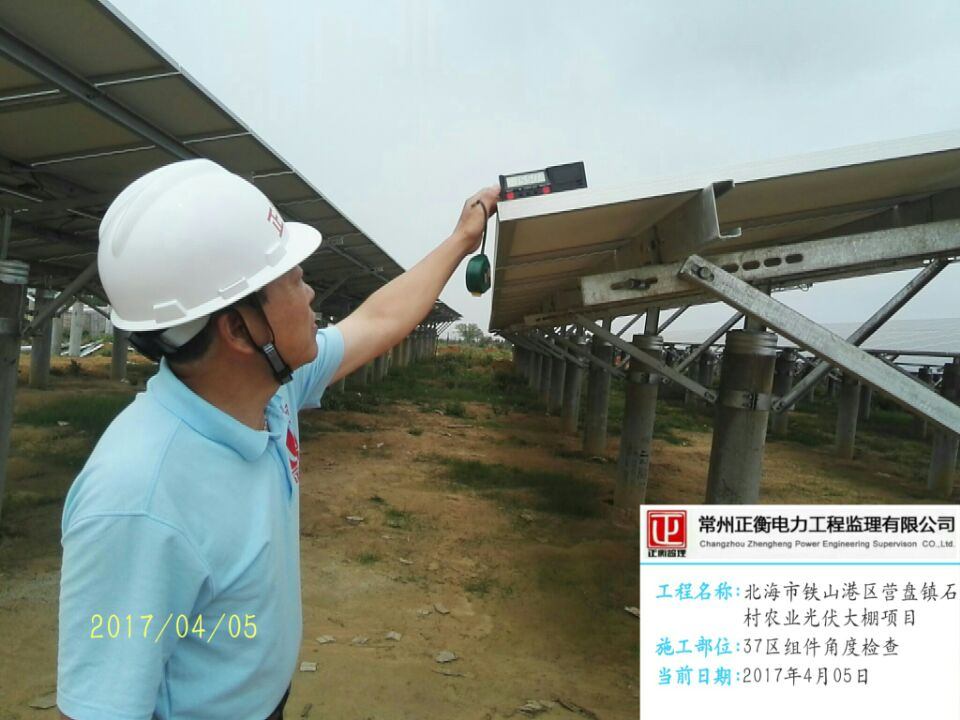 正
2017/04/05
正衡监理
常州正衡电力工程监理有限公司
Changzhou Zhengheng Power Engineering Supervison CO.,Ltd.
工程名称:北海市铁山港区营盘镇石
村农业光伏大棚项目
施工部位:37区组件角度检查
当前日期:2017年4月05日